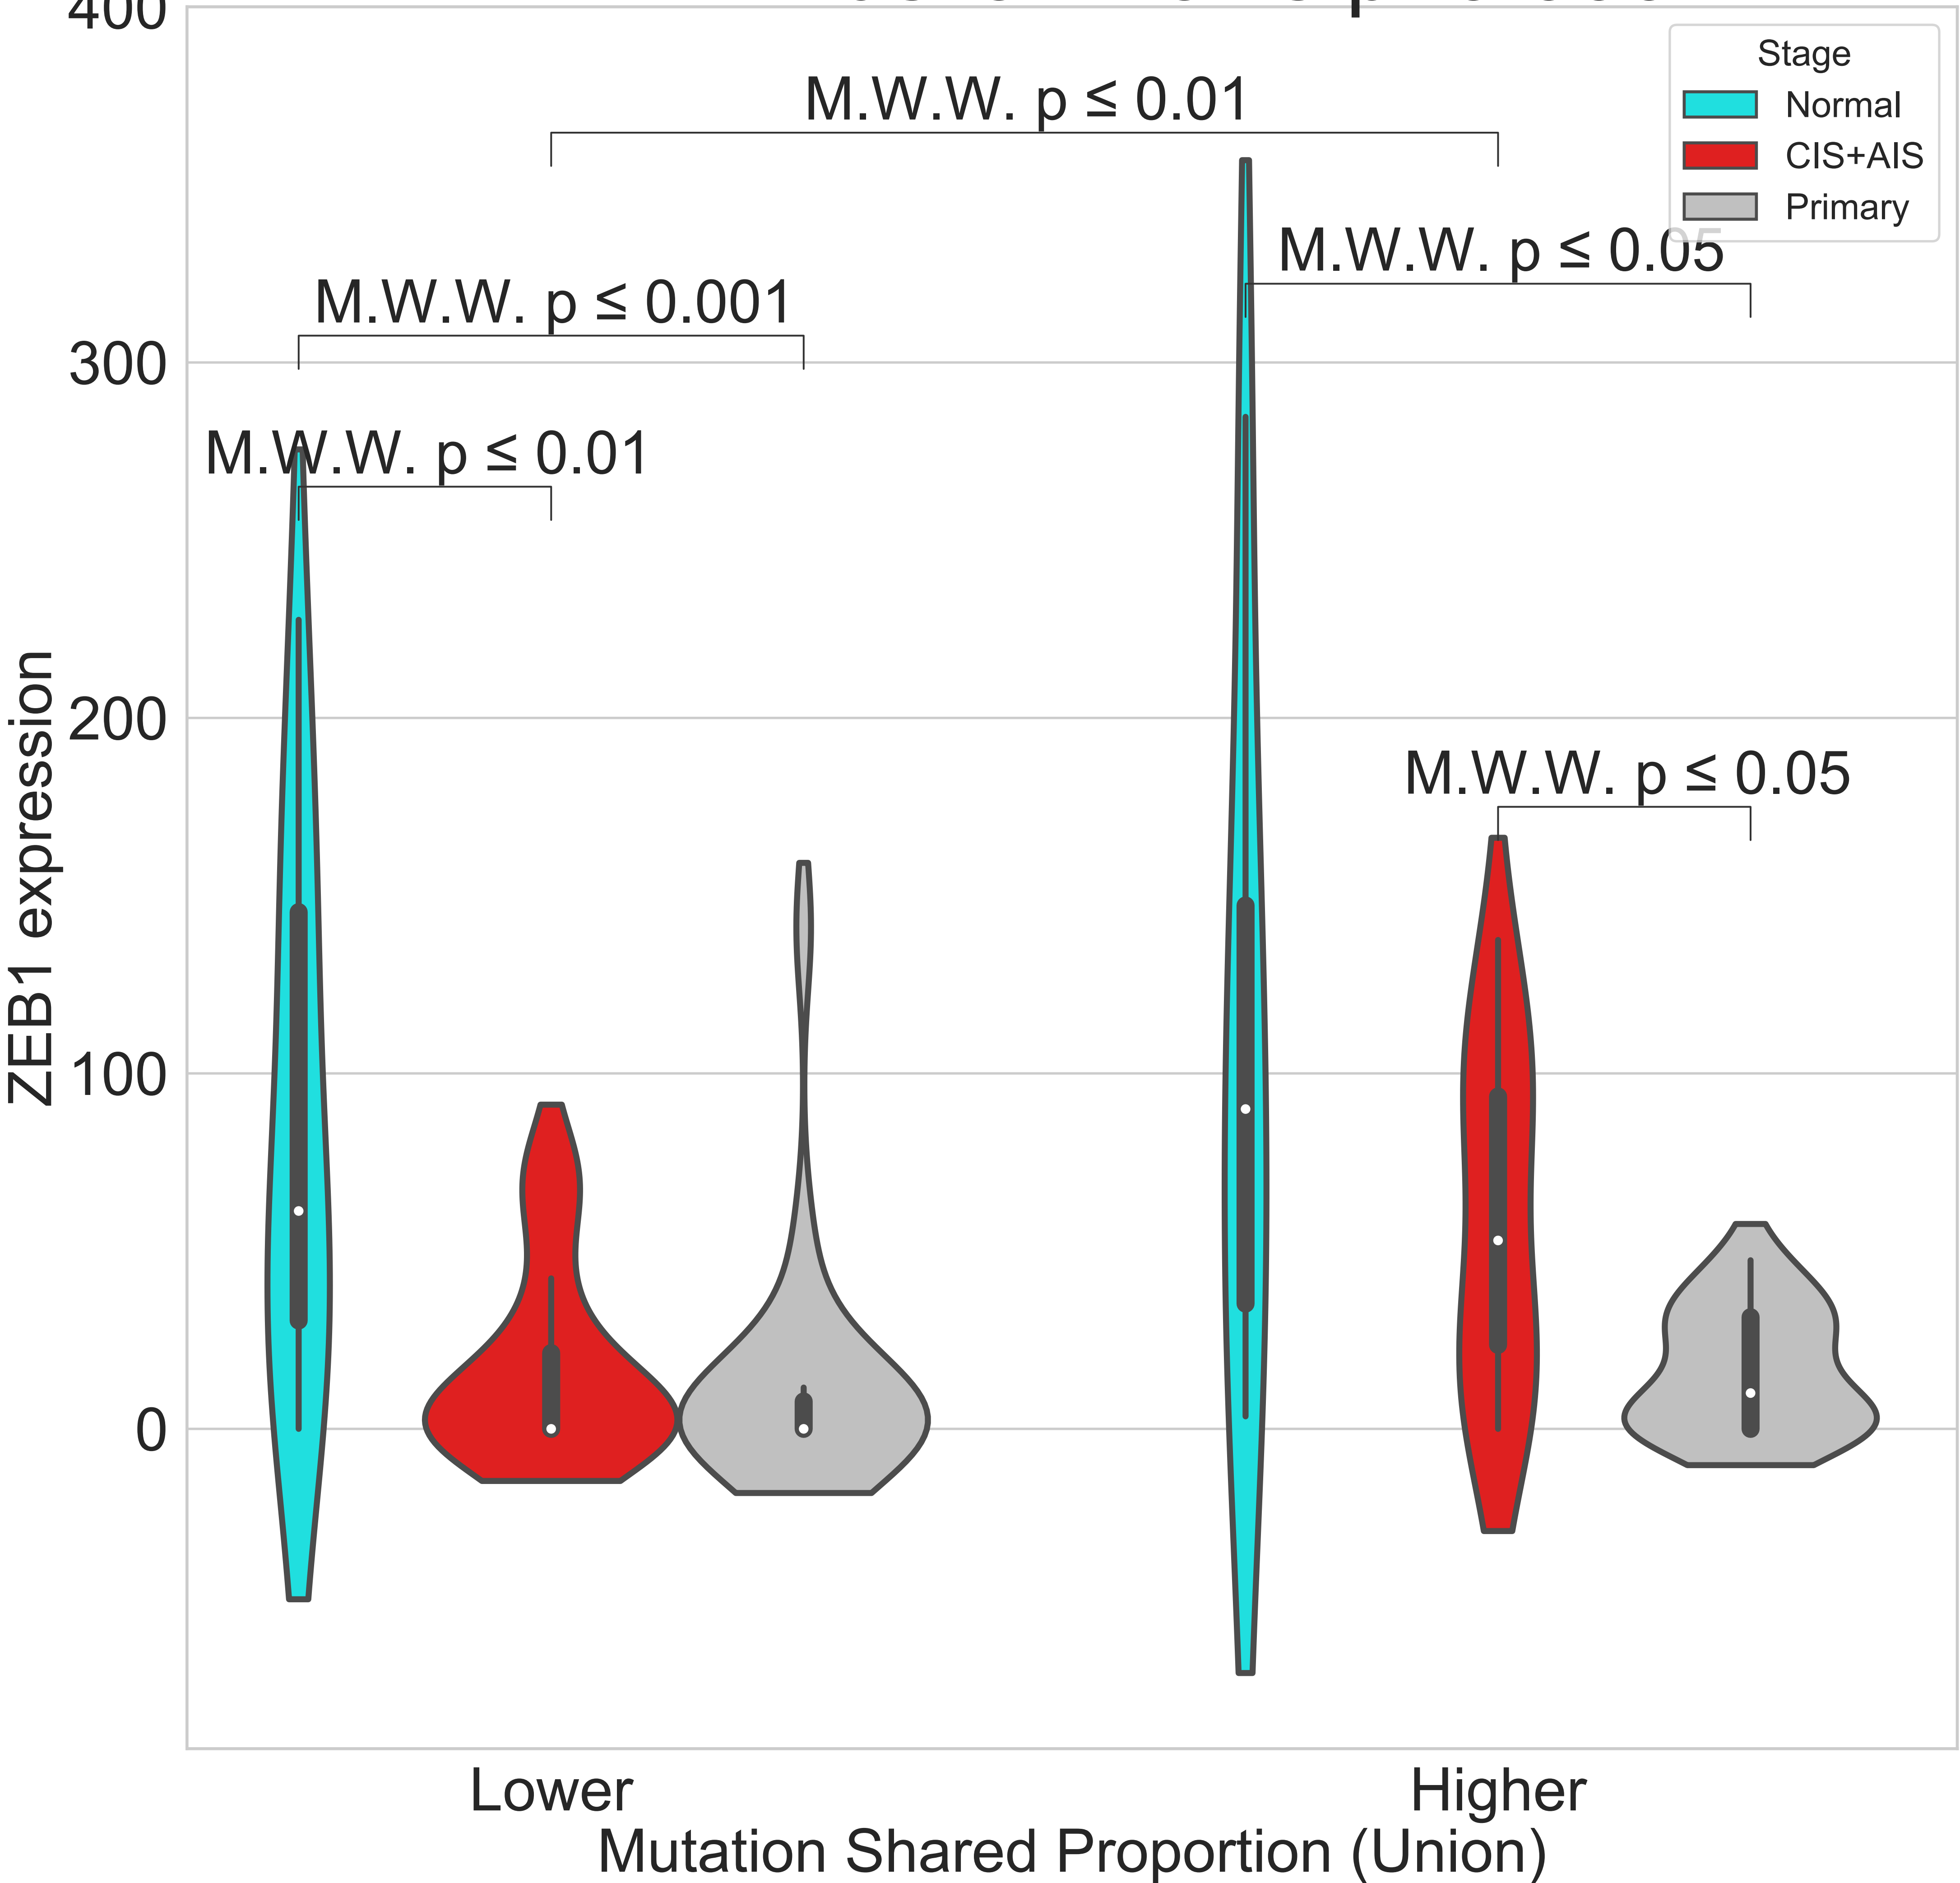 400
M.W.W. p ≤ 0.01
Stage
Normal
CIS+AIS
Primary
M.W.W. p ≤ 0.05
M.W.W. p ≤ 0.001
300
M.W.W. p ≤ 0.01
200
M.W.W. p ≤ 0.05
ZEB1 expression
100
0
Lower
Higher
Mutation Shared Proportion (Union)